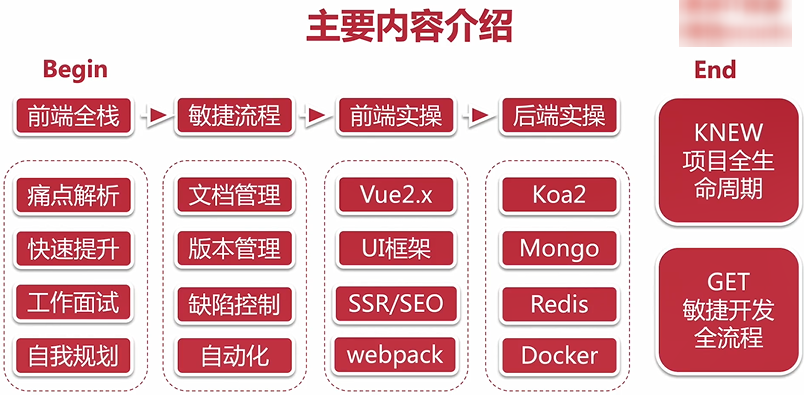 主要内容介绍
Begin
End
前端全栈
敏捷流程
前端实操
后端实操
痛点解析
快速提升
工作面试
自我规划
文档管理
版本管理
缺陷控制
自动化
Vue2.x
UI框架
SSR/SEO
webpack
Koa2
Mongo
Redis
Docker
KNEW
项目全生
命周期
GET
敏捷开发
全流程